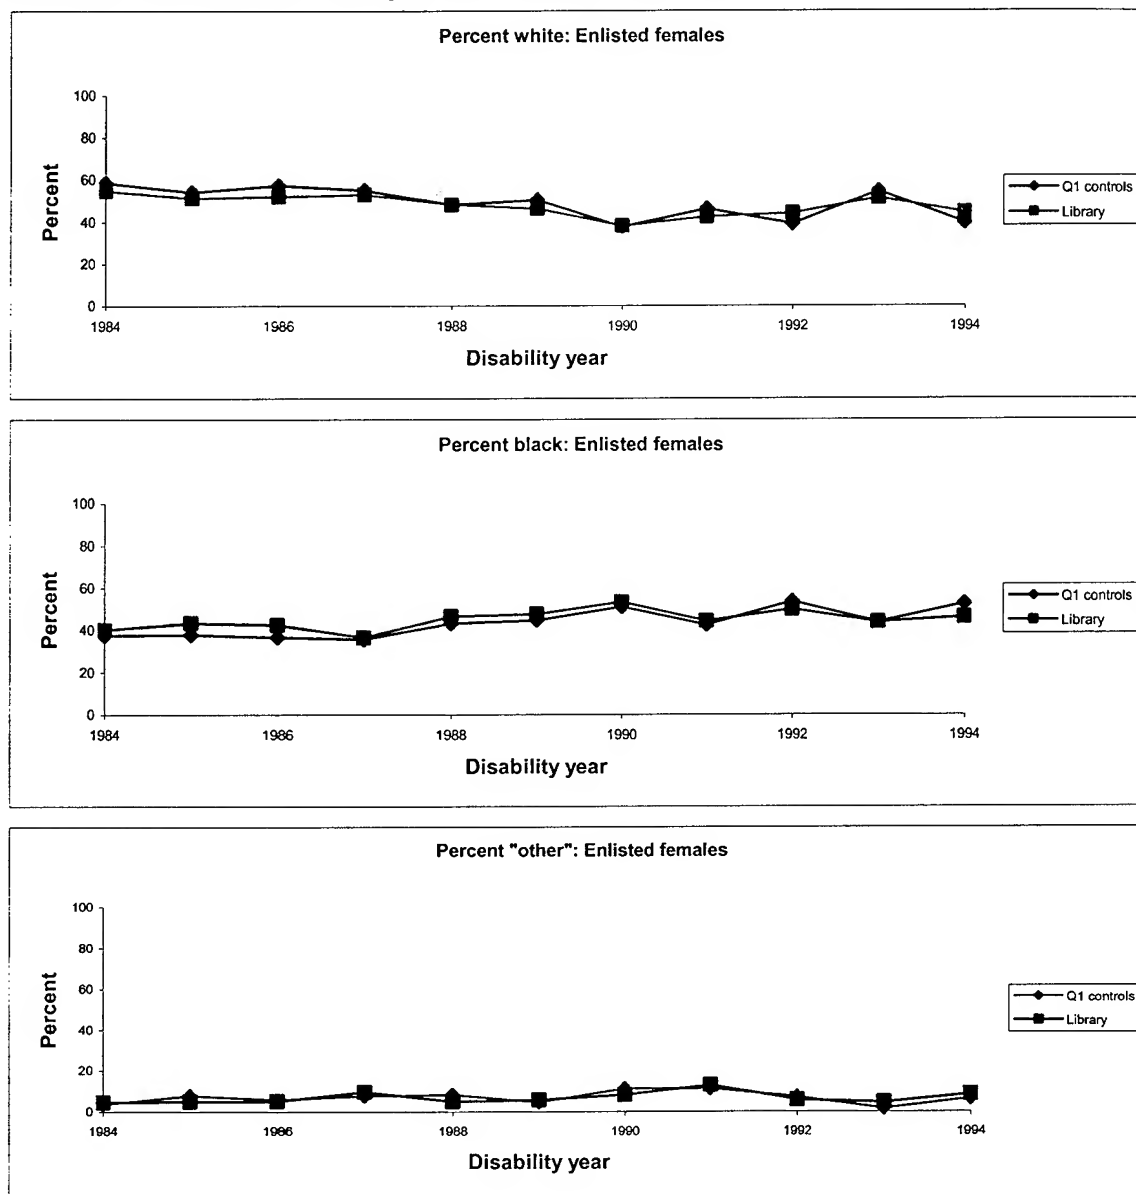 Percent white: Enlisted females
100
80
60
40
20
0
Percent
1984
1986
1988
1990
1992
1994
Disability year
Q1 controls
Library
Percent black: Enlisted females
100
80
60
40
20
0
Percent
1984
1986
1988
1990
1992
1994
Disability year
Q1 controls
Library
Percent "other": Enlisted females
100
80
60
40
20
0
Percent
1984
1986
1988
1990
1992
1994
Disability year
Q1 controls
Library